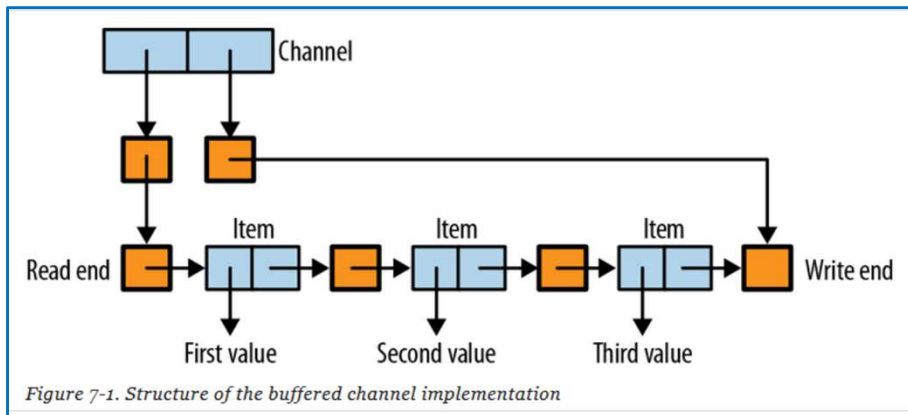 Channel
Item Item Item
Read end Write end
First value Second value Third value
Figure 7-1. Structure of the buffered channel implementation